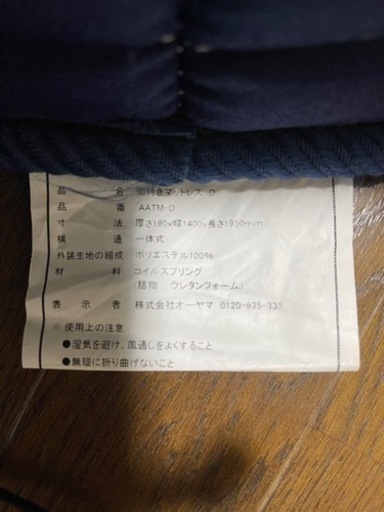 品 名 脚付きマットレス D
品 番 AATM-D
寸 法 厚さ190x幅1400x長さ1950mm
構 造 一体式
外装生地の組成 ポリエステル100%
材 料 コイルスプリング
(詰物 ウレタンフォーム)
表 示 者 株式会社オーヤマ 0120-935-335
※ 使用上の注意
●湿気を避け、風通しをよくすること
●無理に折り曲げないこと